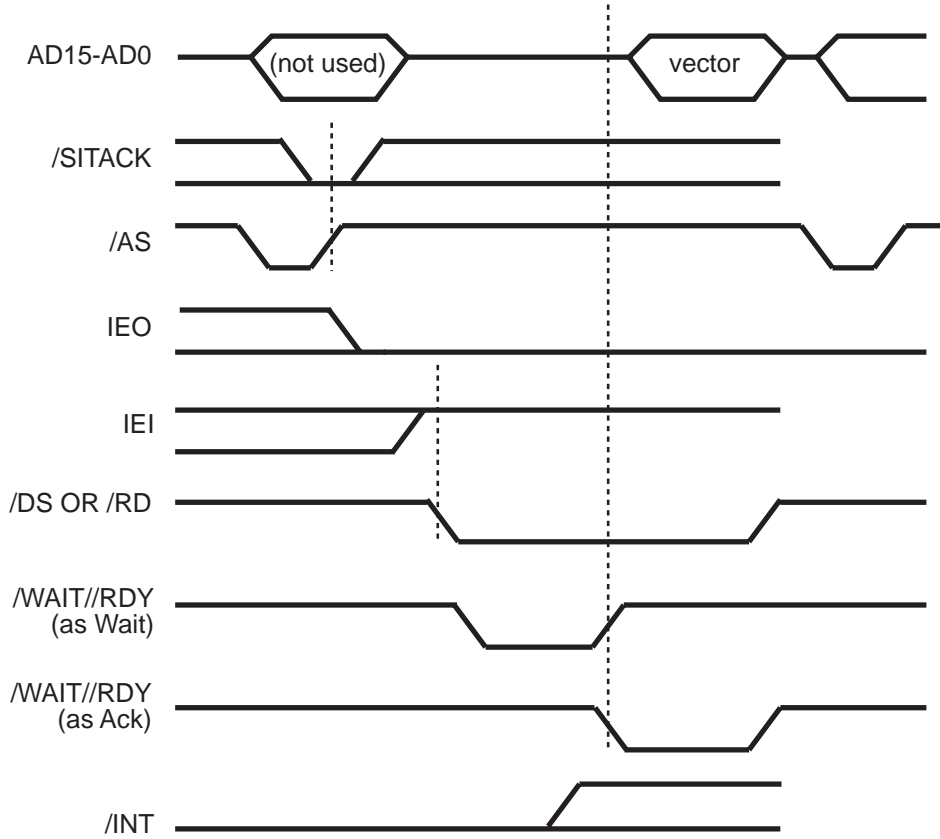 AD15-AD0
(not used)
vector
/SITACK
/AS
IEO
IEI
/DS OR /RD
/WAIT//RDY
(as Wait)
/WAIT//RDY
(as Ack)
/INT